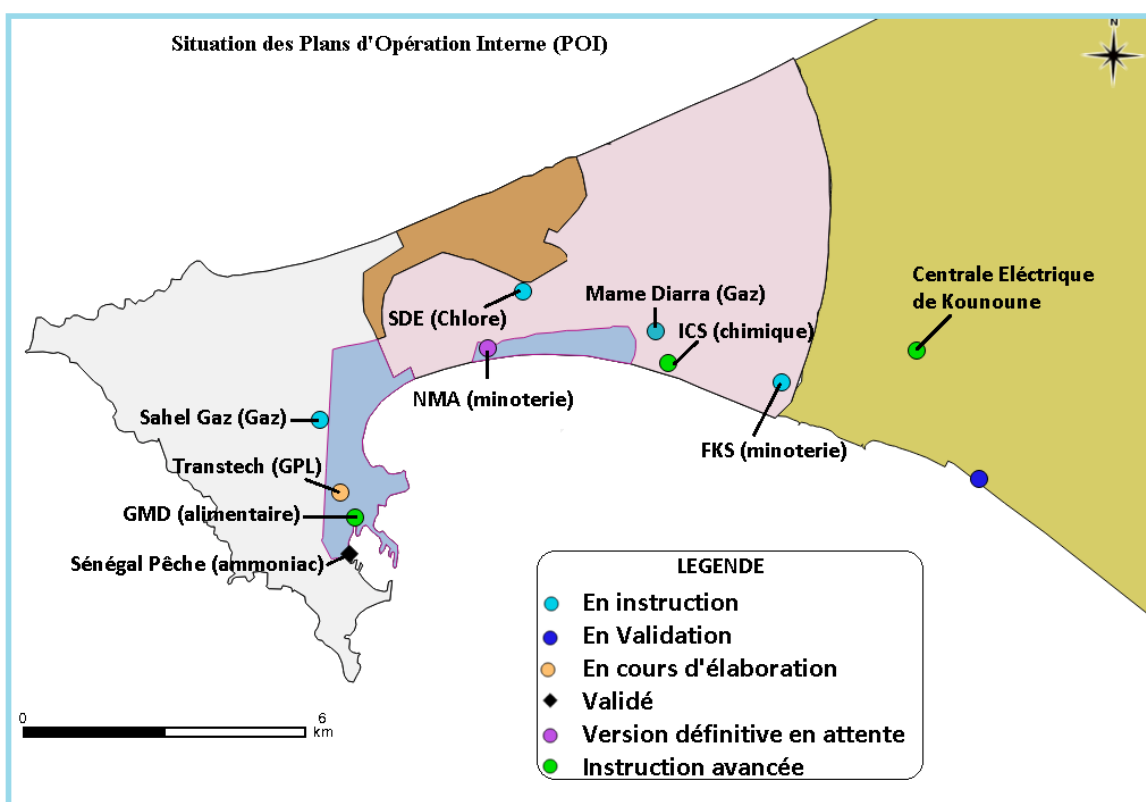 Situation des Plans d'Opération Interne (POI)
N
Centrale Eléctrique
de Kounoune
Mame Diarra (Gaz)
SDE (Chlore)
ICS (chimique)
NMA (minoterie)
Sahel Gaz (Gaz)
FKS (minoterie)
Transtech (GPL)
GMD (alimentaire)
Sénégal Pêche (ammoniac)
LEGENDE
En instruction
En Validation
En cours d'élaboration
Validé
Version définitive en attente
Instruction avancée
0 6
km